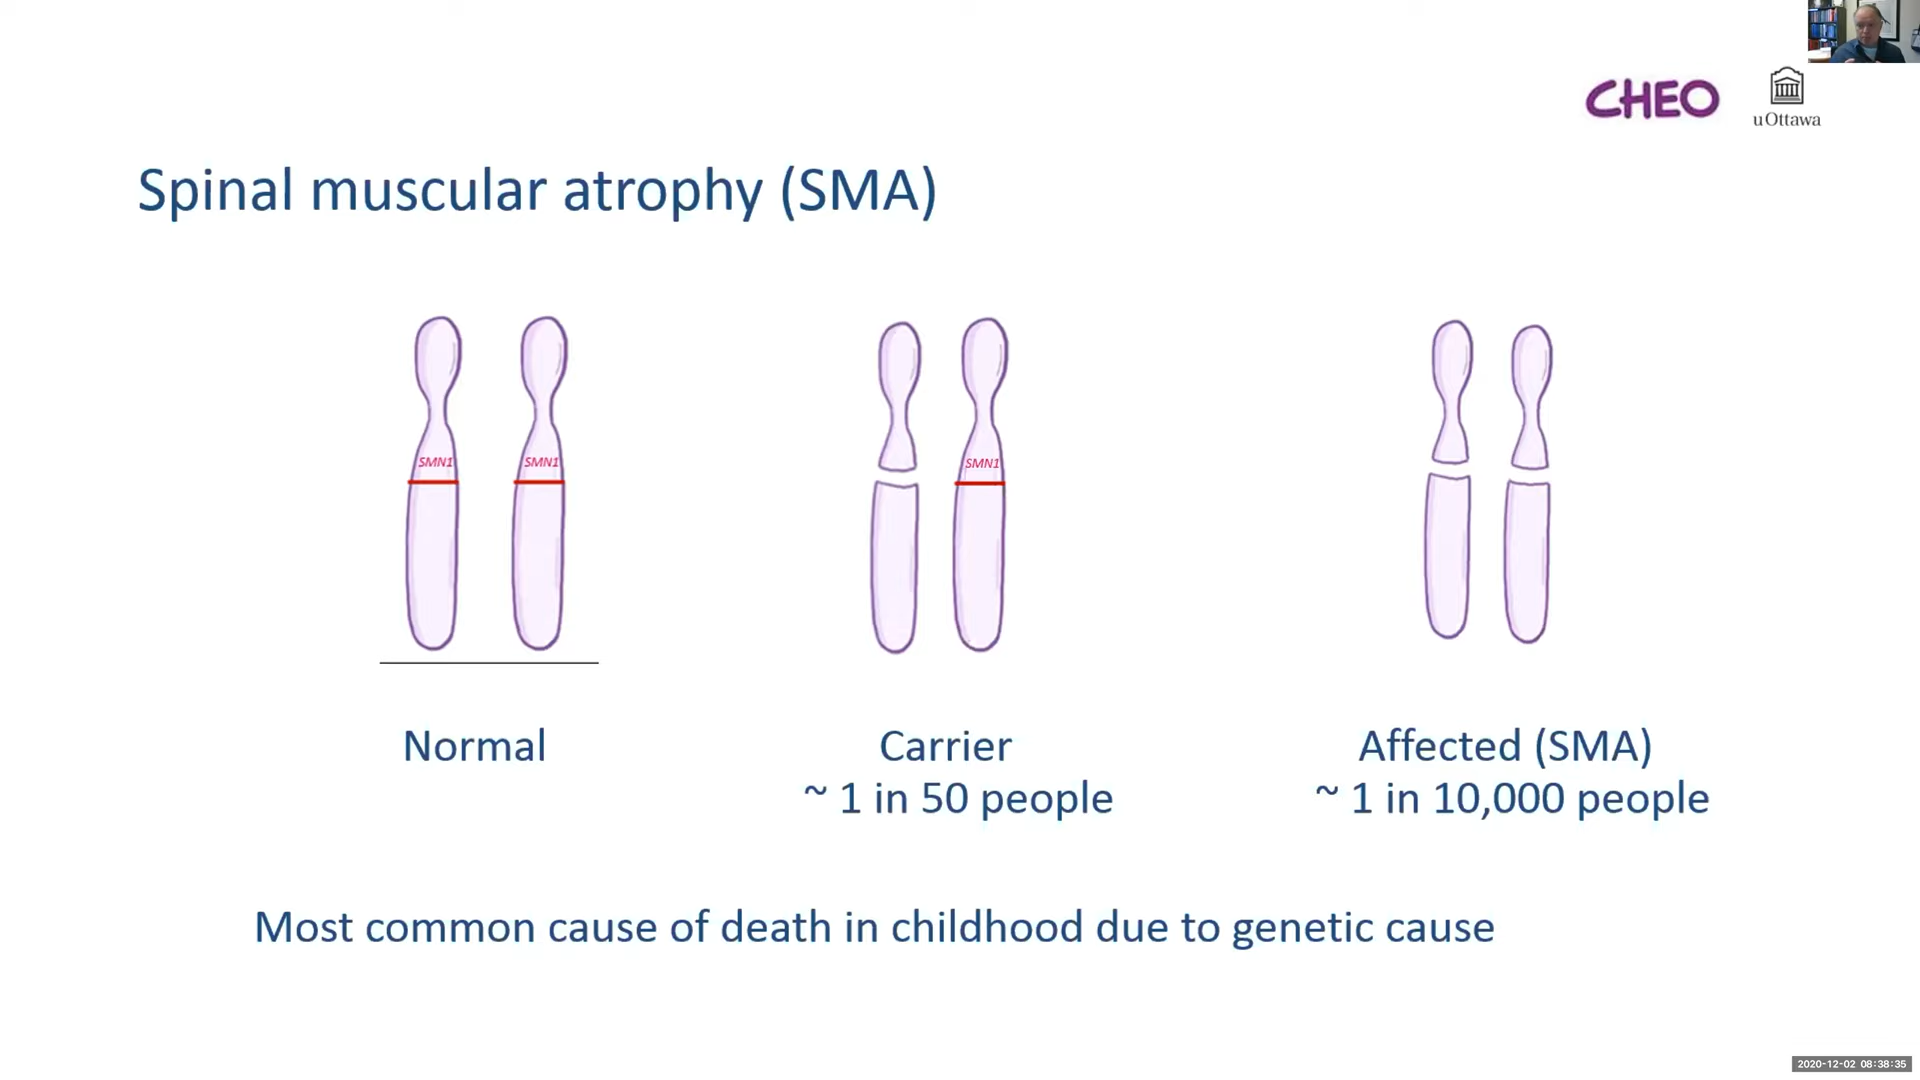 CHEO
uOttawa
Spinal muscular atrophy (SMA)
SMN1
SMN1
SMN1
Normal
Carrier
~ 1 in 50 people
Affected (SMA)
~ 1 in 10,000 people
Most common cause of death in childhood due to genetic cause
2020-12-02 08:38:35